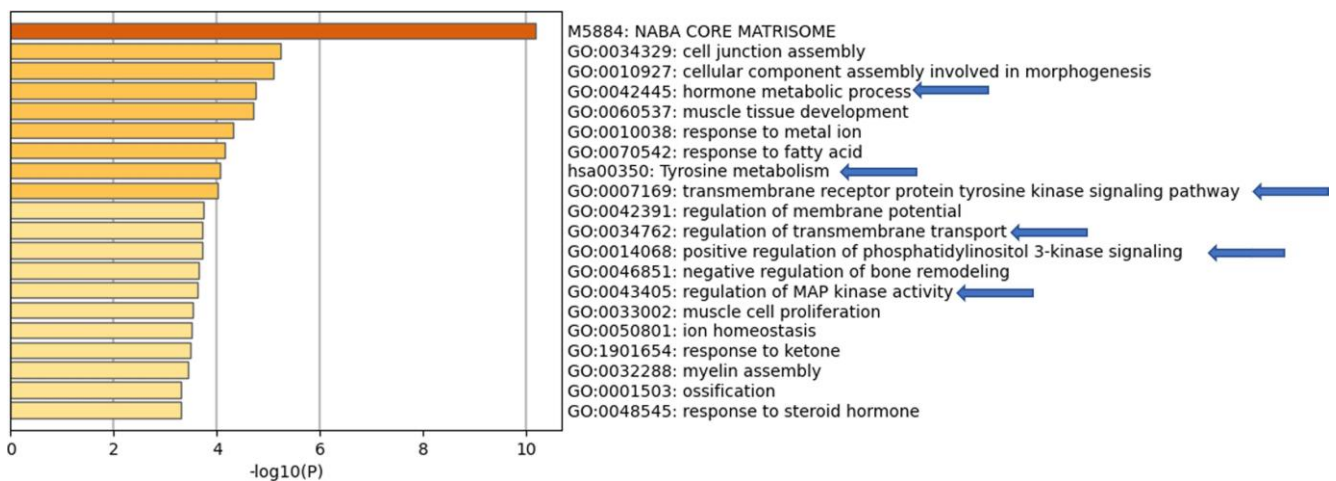 M5884: NABA CORE MATRISOME
GO:0034329: cell junction assembly
GO:0010927: cellular component assembly involved in morphogenesis
GO:0042445: hormone metabolic process
GO:0060537: muscle tissue development
GO:0010038: response to metal ion
GO:0070542: response to fatty acid
hsa00350: Tyrosine metabolism
GO:0007169: transmembrane receptor protein tyrosine kinase signaling pathway
GO:0042391: regulation of membrane potential
GO:0034762: regulation of transmembrane transport
GO:0014068: positive regulation of phosphatidylinositol 3-kinase signaling
GO:0046851: negative regulation of bone remodeling
GO:0043405: regulation of MAP kinase activity
GO:0033002: muscle cell proliferation
GO:0050801: ion homeostasis
GO:1901654: response to ketone
GO:0032288: myelin assembly
GO:0001503: ossification
GO:0048545: response to steroid hormone
0 2 4 6 8 10
-log10(P)